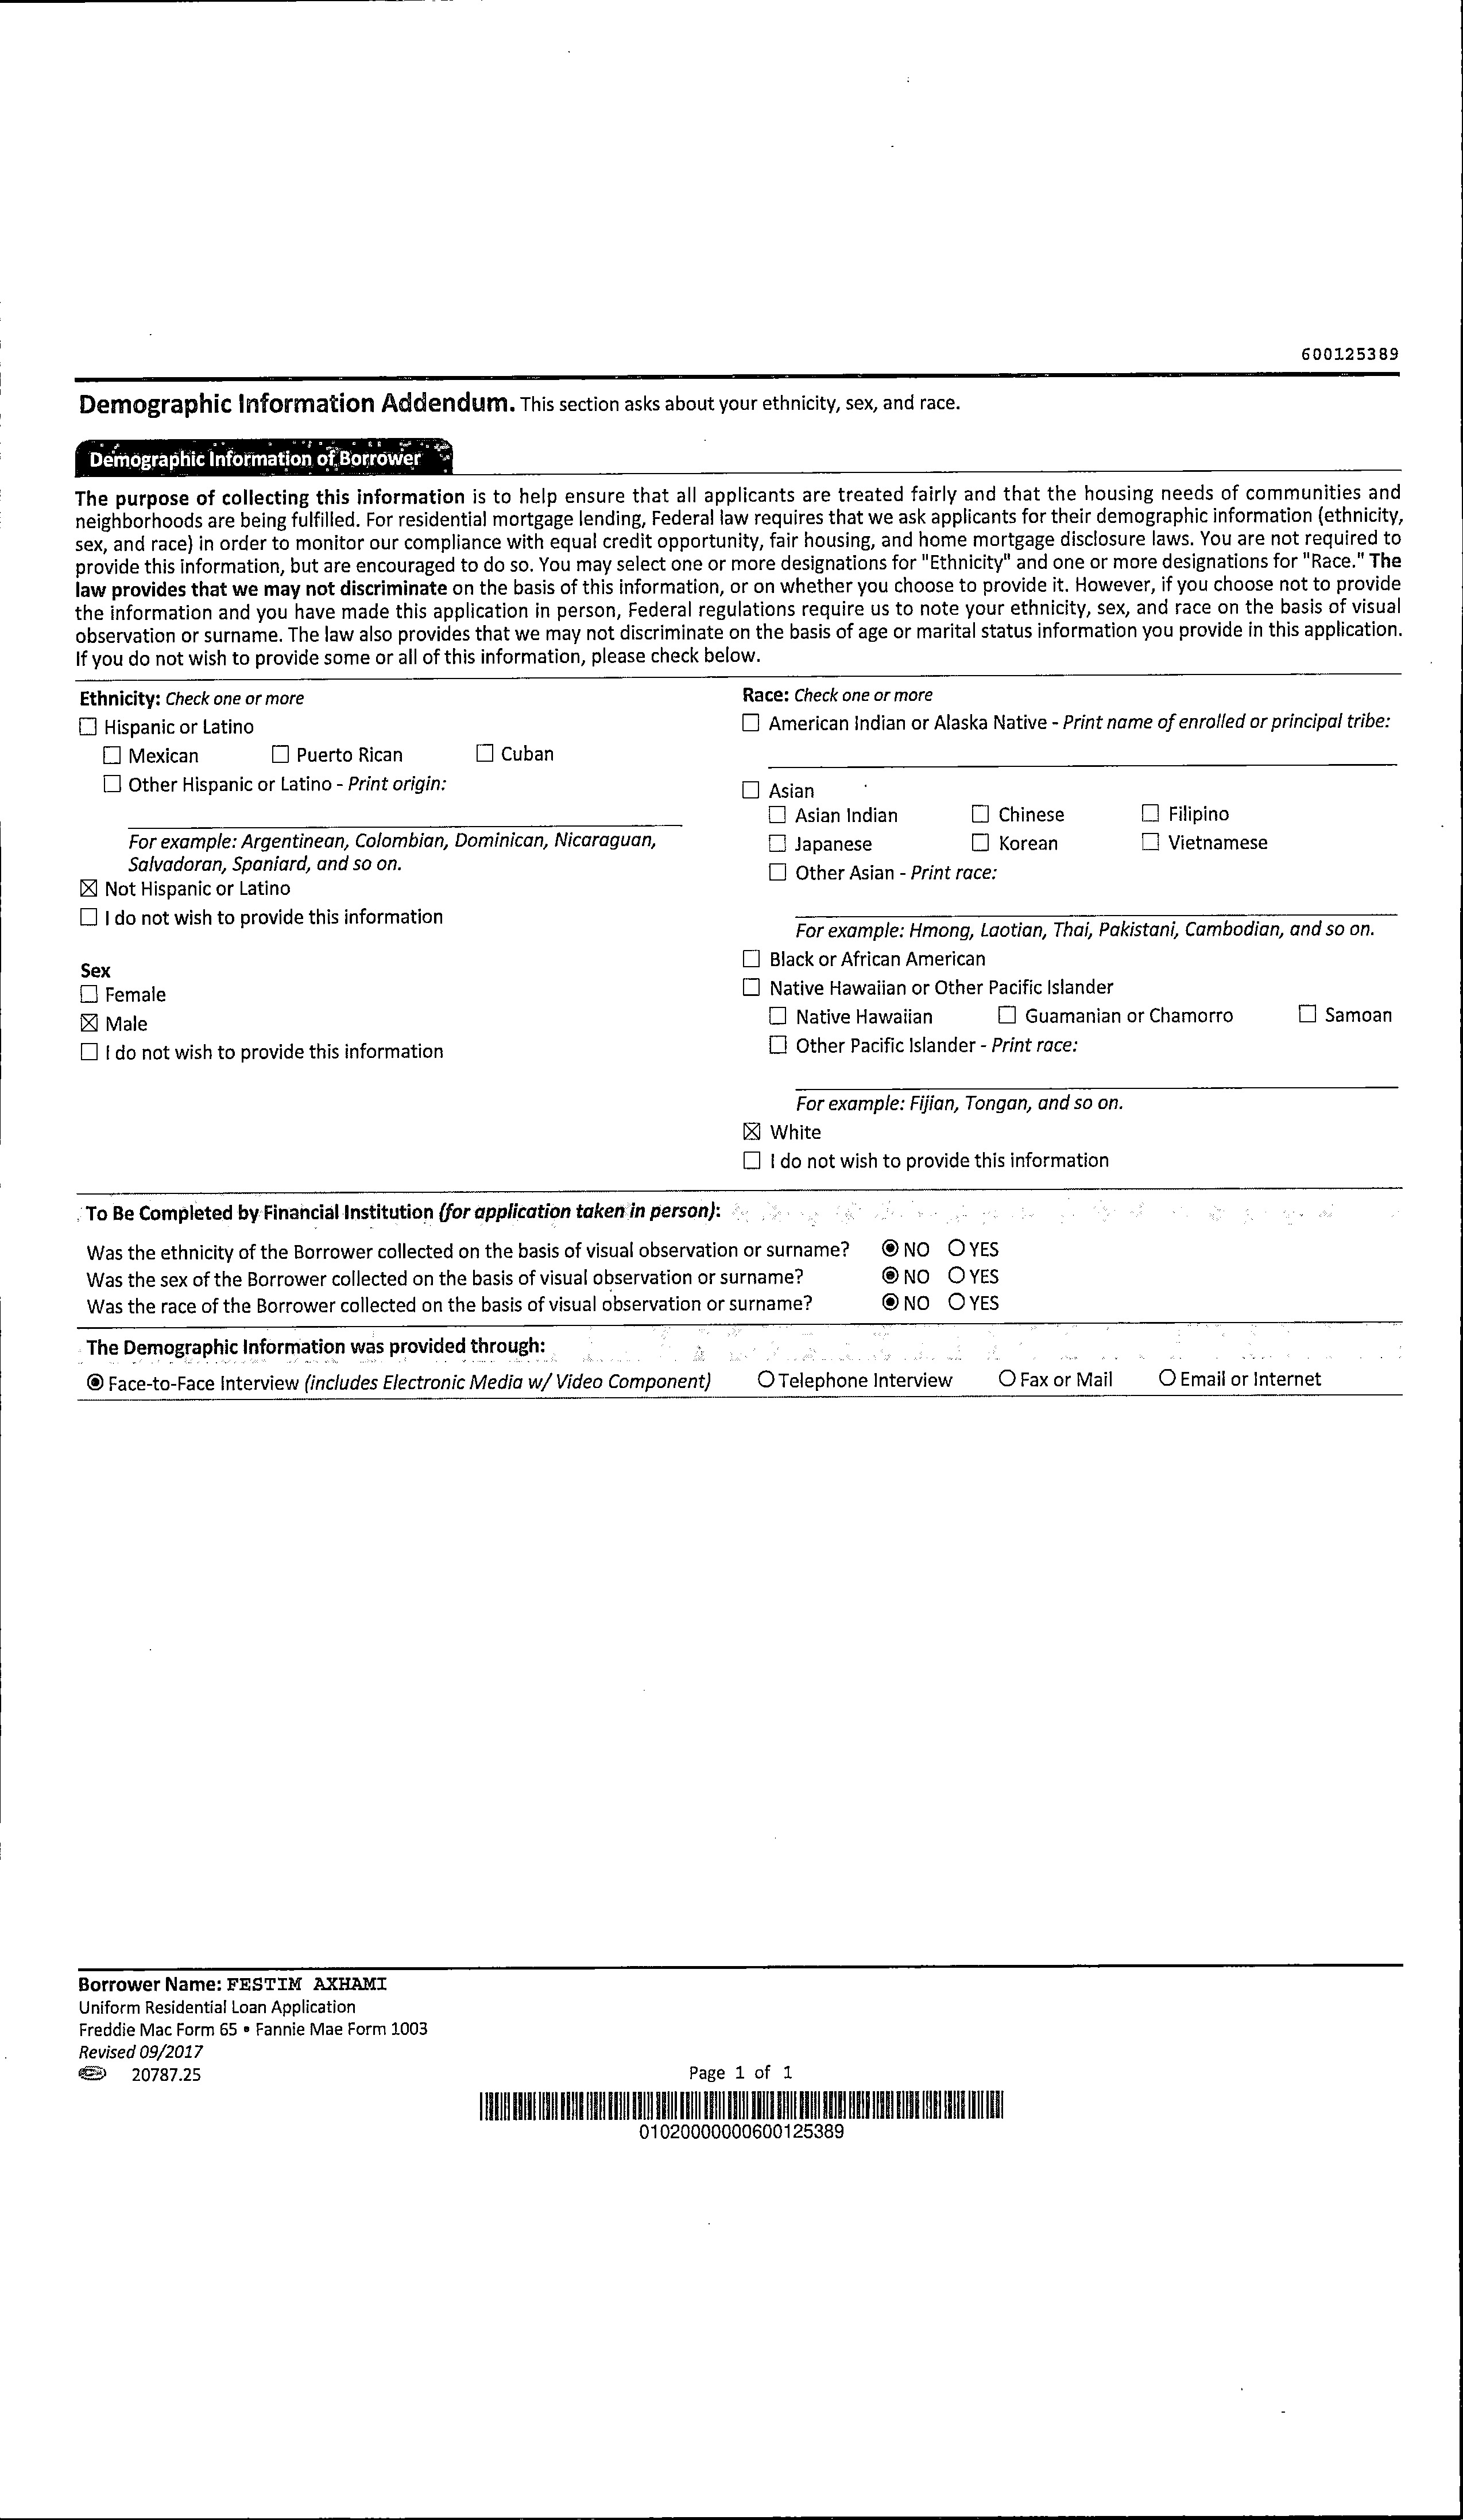 600125389
Demographic Information Addendum. This section asks about your ethnicity, sex, and race.
Demographic Information of Borrower
The purpose of collecting this information is to help ensure that all applicants are treated fairly and that the housing needs of communities and
neighborhoods are being fulfilled. For residential mortgage lending, Federal law requires that we ask applicants for their demographic information (ethnicity,
sex, and race) in order to monitor our compliance with equal credit opportunity, fair housing, and home mortgage disclosure laws. You are not required to
provide this information, but are encouraged to do so. You may select one or more designations for "Ethnicity" and one or more designations for "Race." The
law provides that we may not discriminate on the basis of this information, or on whether you choose to provide it. However, if you choose not to provide
the information and you have made this application in person, Federal regulations require us to note your ethnicity, sex, and race on the basis of visual
observation or surname. The law also provides that we may not discriminate on the basis of age or marital status information you provide in this application.
If you do not wish to provide some or all of this information, please check below.
Ethnicity: Check one or more
☐ Hispanic or Latino
☐ Mexican ☐ Puerto Rican ☐ Cuban
☐ Other Hispanic or Latino - Print origin:
For example: Argentinean, Colombian, Dominican, Nicaraguan,
Salvadoran, Spaniard, and so on.
☒ Not Hispanic or Latino
☐ I do not wish to provide this information
Sex
☐ Female
☒ Male
☐ I do not wish to provide this information
Race: Check one or more
☐ American Indian or Alaska Native - Print name of enrolled or principal tribe:
☐ Asian
☐ Asian Indian ☐ Chinese ☐ Filipino
☐ Japanese ☐ Korean ☐ Vietnamese
☐ Other Asian - Print race:
For example: Hmong, Laotian, Thai, Pakistani, Cambodian, and so on.
☐ Black or African American
☐ Native Hawaiian or Other Pacific Islander
☐ Native Hawaiian ☐ Guamanian or Chamorro ☐ Samoan
☐ Other Pacific Islander - Print race:
For example: Fijian, Tongan, and so on.
☒ White
☐ I do not wish to provide this information
To Be Completed by Financial Institution (for application taken in person):
Was the ethnicity of the Borrower collected on the basis of visual observation or surname? ◉ NO ○ YES
Was the sex of the Borrower collected on the basis of visual observation or surname? ◉ NO ○ YES
Was the race of the Borrower collected on the basis of visual observation or surname? ◉ NO ○ YES
The Demographic Information was provided through:
◉ Face-to-Face Interview (includes Electronic Media w/ Video Component) ○ Telephone Interview ○ Fax or Mail ○ Email or Internet
Borrower Name: FESTIM AXHAMI
Uniform Residential Loan Application
Freddie Mac Form 65 • Fannie Mae Form 1003
Revised 09/2017
20787.25
Page 1 of 1
01020000000600125389